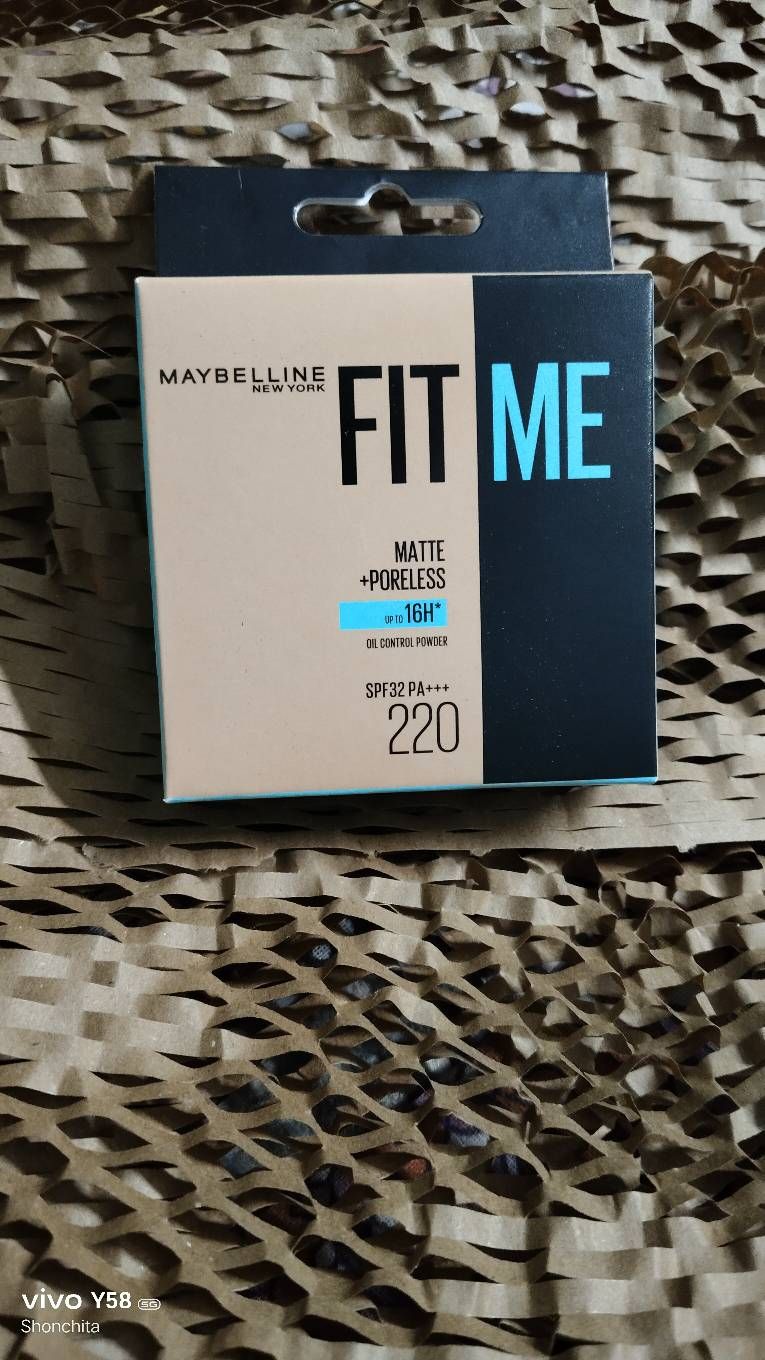 MAYBELLINE
NEW YORK
FIT ME
MATTE
+PORELESS
UP TO 16H*
OIL CONTROL POWDER
SPF32 PA+++
220
vivo Y58 5G
Shonchita